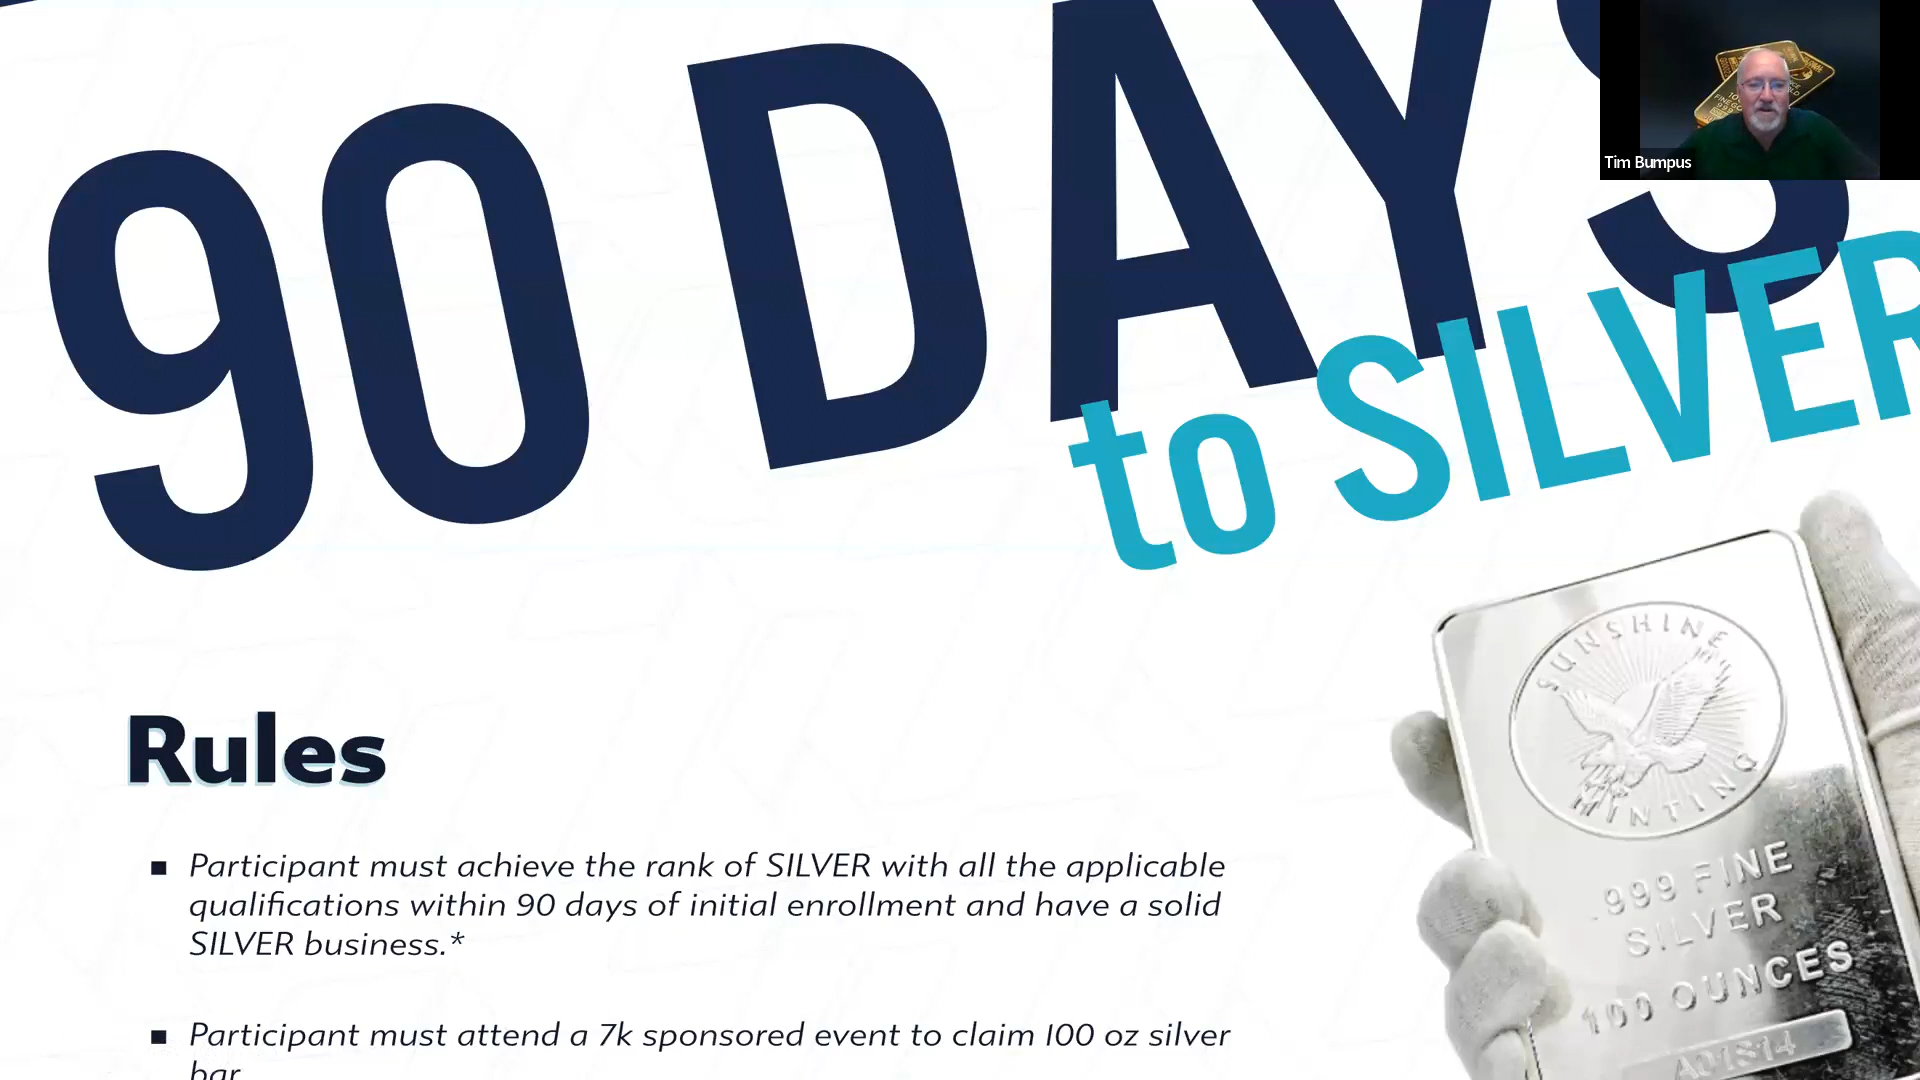 90 DAYS
to SILVER
Tim Bumpus
SUNSHINE
MINTING
.999 FINE
SILVER
100 OUNCES
A01814
Rules
▪ Participant must achieve the rank of SILVER with all the applicable
qualifications within 90 days of initial enrollment and have a solid
SILVER business.*
▪ Participant must attend a 7k sponsored event to claim 100 oz silver
bar